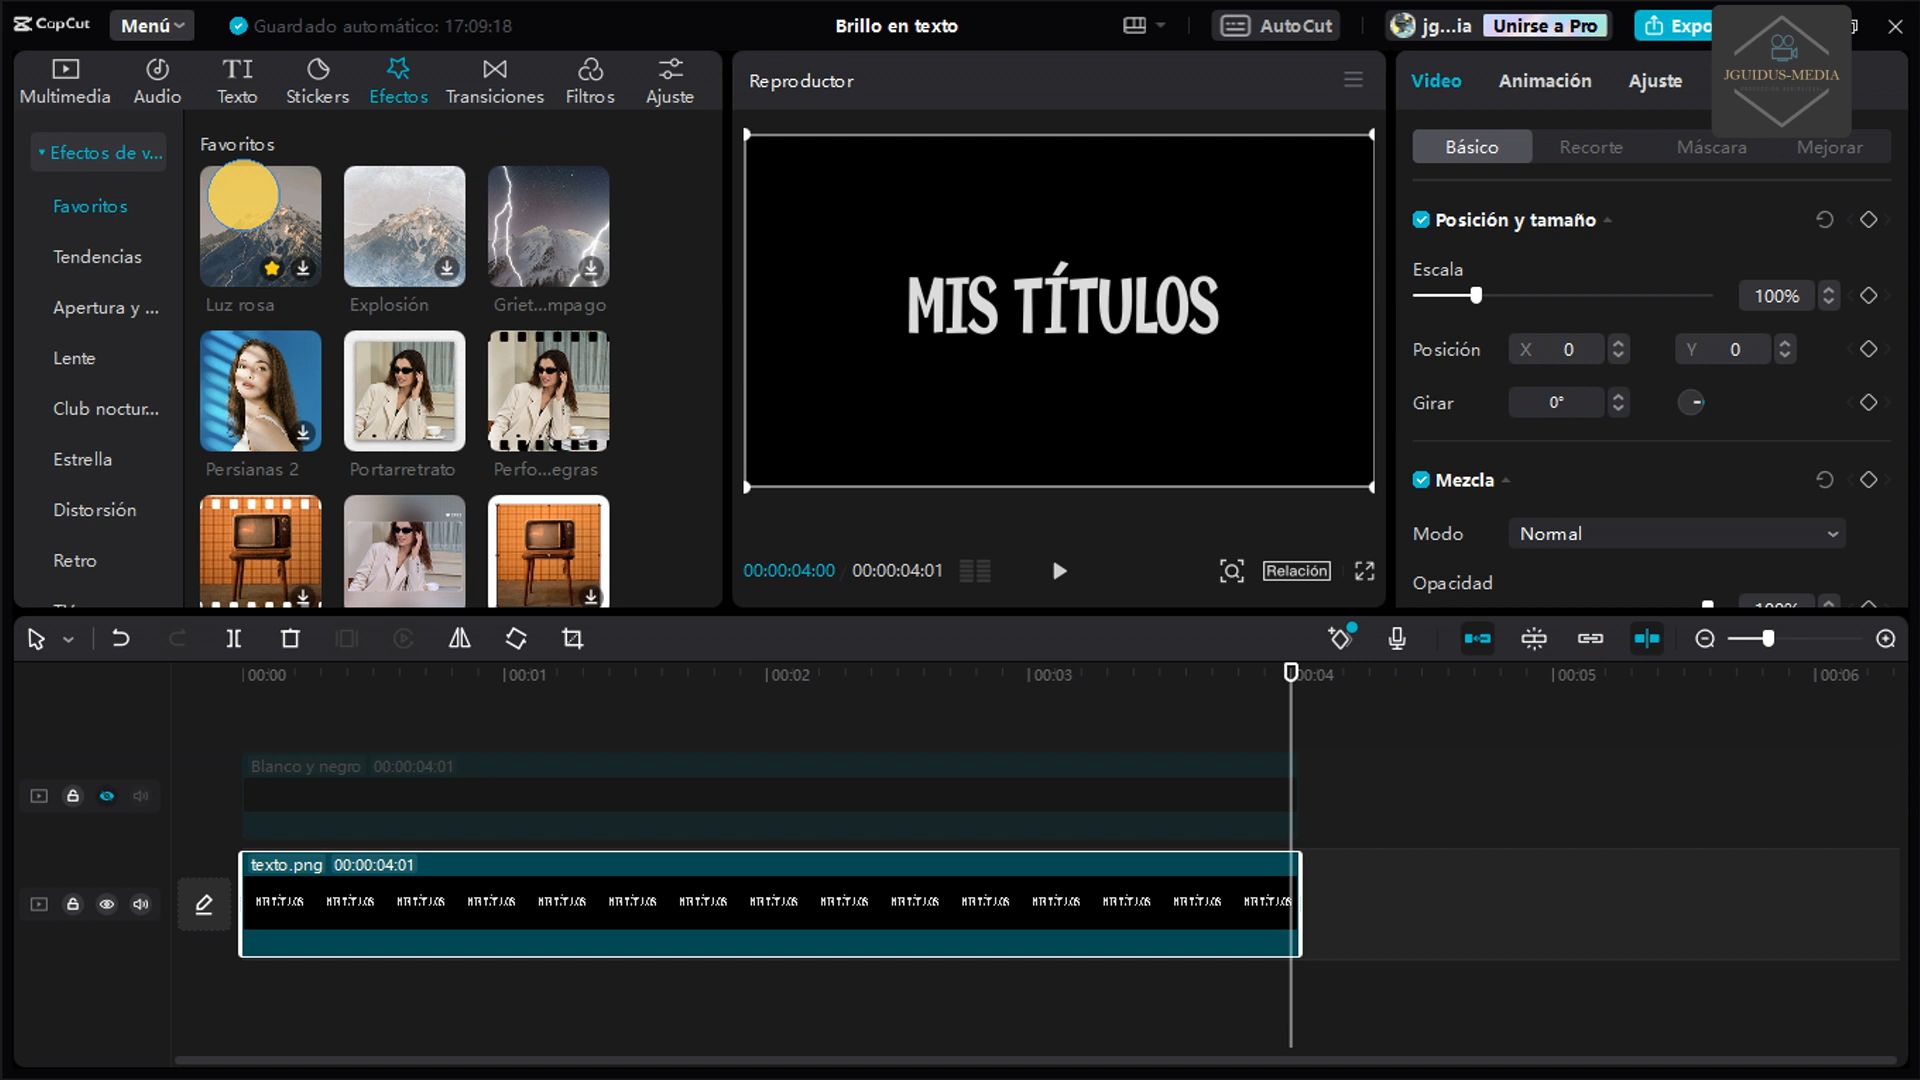 CapCut
Menú
Guardado automático: 17:09:18
Brillo en texto
AutoCut
jg...ia
Unirse a Pro
Expo
JGUIDUS-MEDIA
Multimedia
Audio
Texto
Stickers
Efectos
Transiciones
Filtros
Ajuste
Efectos de v...
Favoritos
Tendencias
Apertura y ...
Lente
Club noctur...
Estrella
Distorsión
Retro
Favoritos
Luz rosa
Explosión
Griet...mpago
Persianas 2
Portarretrato
Perfo...egras
Reproductor
MIS TÍTULOS
00:00:04:00 / 00:00:04:01
Relación
Video
Animación
Ajuste
Básico
Recorte
Máscara
Mejorar
Posición y tamaño
Escala
100%
Posición
X 0
Y 0
Girar
0°
Mezcla
Modo
Normal
Opacidad
100%
00:00
00:01
00:02
00:03
00:04
00:05
00:06
Blanco y negro 00:00:04:01
texto.png 00:00:04:01